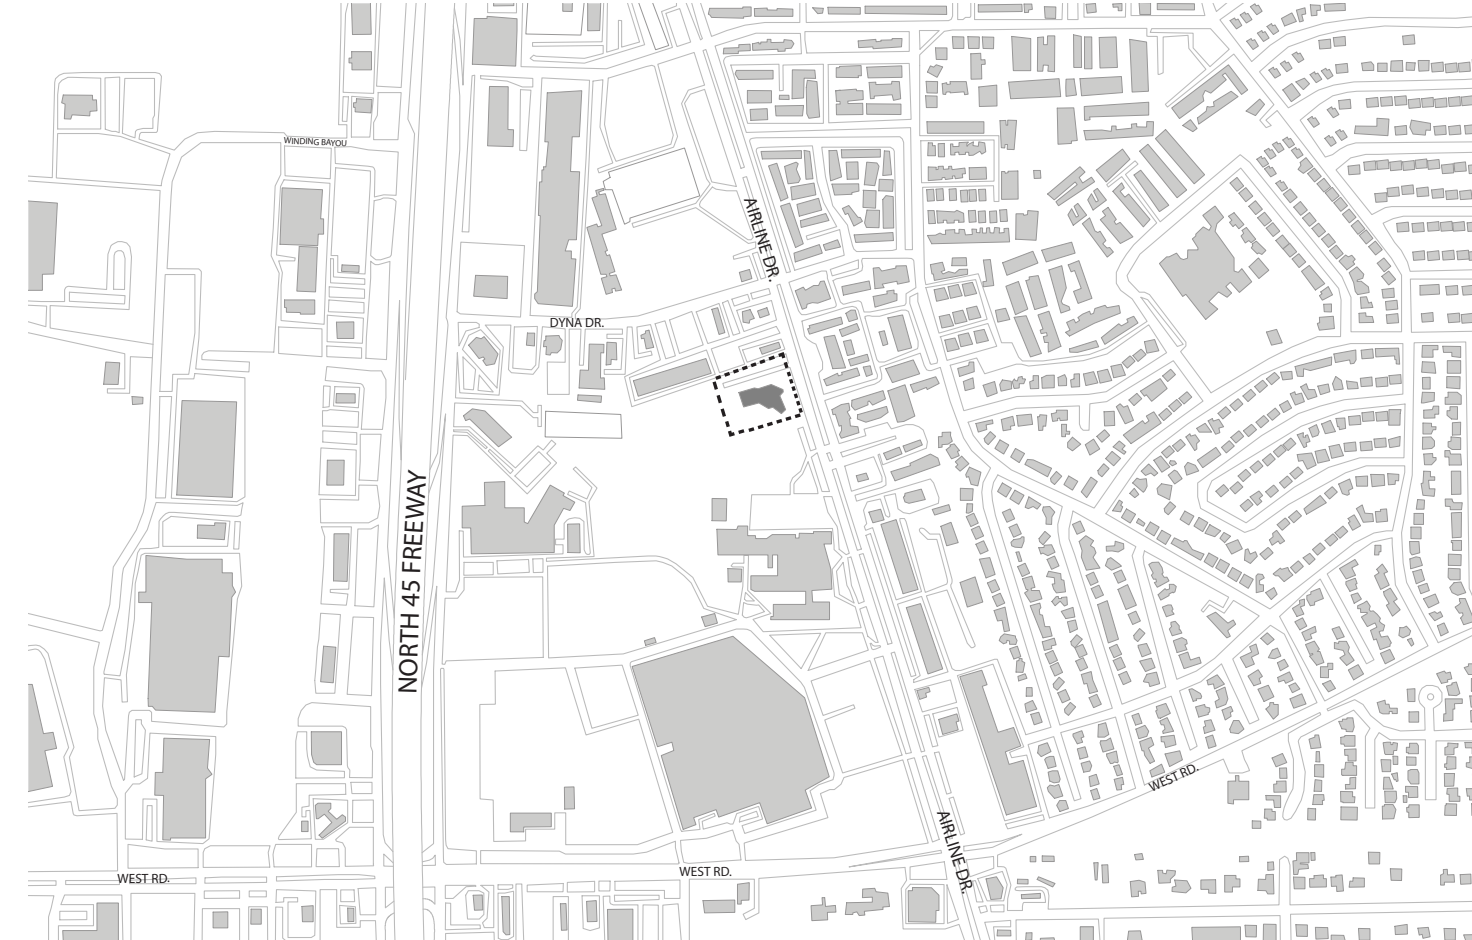 WINDING BAYOU
AIRLINE DR.
DYNA DR.
NORTH 45 FREEWAY
WEST RD.
AIRLINE DR.
WEST RD.
WEST RD.